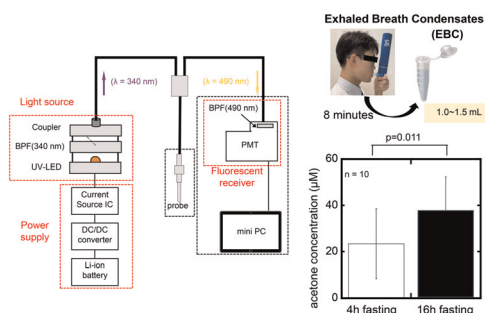 (λ = 340 nm)
(λ = 490 nm)
Light source
Coupler
BPF(340 nm)
UV-LED
Power supply
Current
Source IC
DC/DC
converter
Li-ion
battery
probe
BPF(490 nm)
PMT
Fluorescent
receiver
mini PC
Exhaled Breath Condensates
(EBC)
8 minutes
1.0~1.5 mL
p=0.011
n = 10
acetone concentration (μM)
60
40
20
0
4h fasting
16h fasting